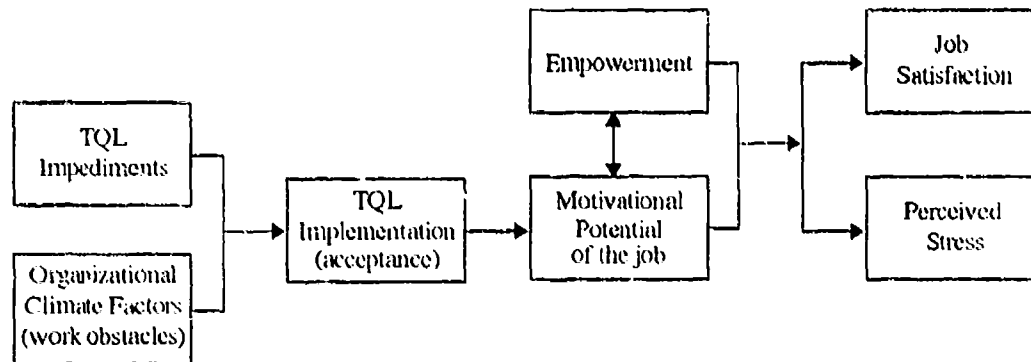 TQL
Impediments
Organizational
Climate Factors
(work obstacles)
TQL
Implementation
(acceptance)
Empowerment
Motivational
Potential
of the job
Job
Satisfaction
Perceived
Stress